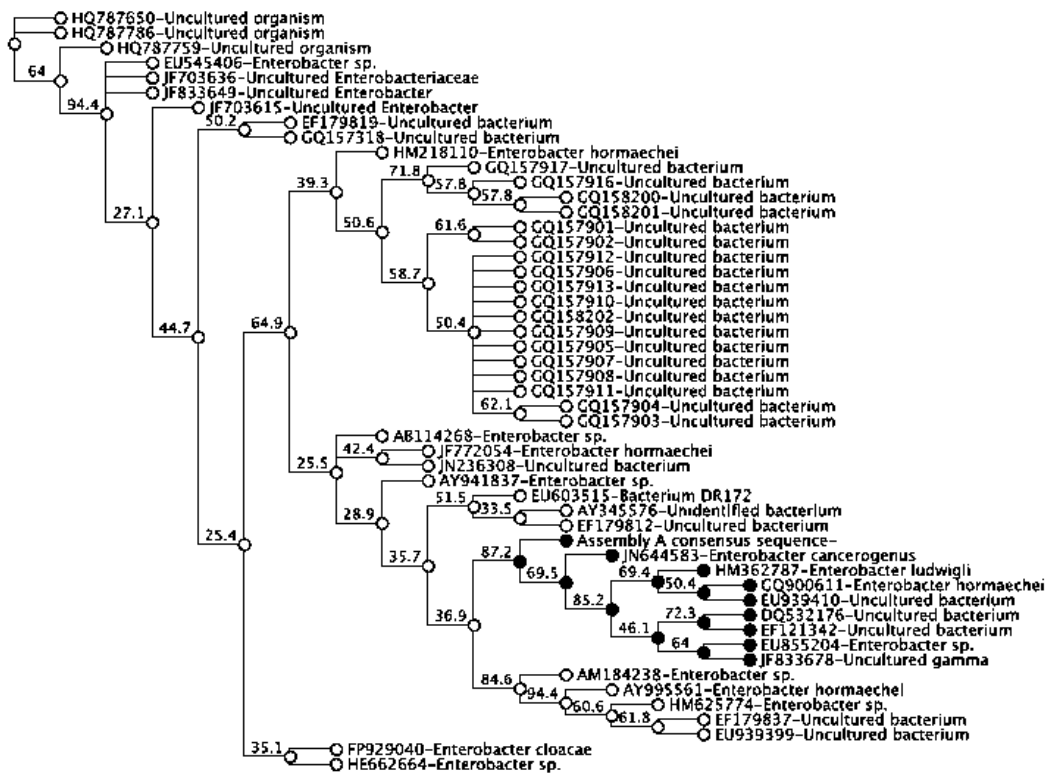 HQ787650-Uncultured organism
HQ787786-Uncultured organism
HQ787759-Uncultured organism
64
EU545406-Enterobacter sp.
JF703636-Uncultured Enterobacteriaceae
JF833649-Uncultured Enterobacter
94.4
JF703615-Uncultured Enterobacter
50.2
EF179819-Uncultured bacterium
GQ157318-Uncultured bacterium
HM218110-Enterobacter hormaechei
71.8
GQ157917-Uncultured bacterium
39.3
57.8
GQ157916-Uncultured bacterium
57.8
GQ158200-Uncultured bacterium
GQ158201-Uncultured bacterium
27.1
50.6
61.6
GQ157901-Uncultured bacterium
GQ157902-Uncultured bacterium
GQ157912-Uncultured bacterium
GQ157906-Uncultured bacterium
58.7
GQ157913-Uncultured bacterium
GQ157910-Uncultured bacterium
GQ158202-Uncultured bacterium
44.7
64.9
50.4
GQ157909-Uncultured bacterium
GQ157905-Uncultured bacterium
GQ157907-Uncultured bacterium
GQ157908-Uncultured bacterium
GQ157911-Uncultured bacterium
62.1
GQ157904-Uncultured bacterium
GQ157903-Uncultured bacterium
AB114268-Enterobacter sp.
42.4
JF772054-Enterobacter hormaechei
25.5
JN236308-Uncultured bacterium
AY941837-Enterobacter sp.
51.5
EU603515-Bacterium DR172
28.9
33.5
AY345576-Unidentified bacterium
EF179812-Uncultured bacterium
25.4
Assembly A consensus sequence-
35.7
87.2
JN644583-Enterobacter cancerogenus
69.5
69.4
HM362787-Enterobacter ludwigii
50.4
GQ900611-Enterobacter hormaechei
EU939410-Uncultured bacterium
85.2
72.3
DQ532176-Uncultured bacterium
36.9
46.1
EF121342-Uncultured bacterium
64
EU855204-Enterobacter sp.
JF833678-Uncultured gamma
84.6
AM184238-Enterobacter sp.
94.4
AY995561-Enterobacter hormaechei
60.6
HM625774-Enterobacter sp.
61.8
EF179837-Uncultured bacterium
EU939399-Uncultured bacterium
35.1
FP929040-Enterobacter cloacae
HE662664-Enterobacter sp.